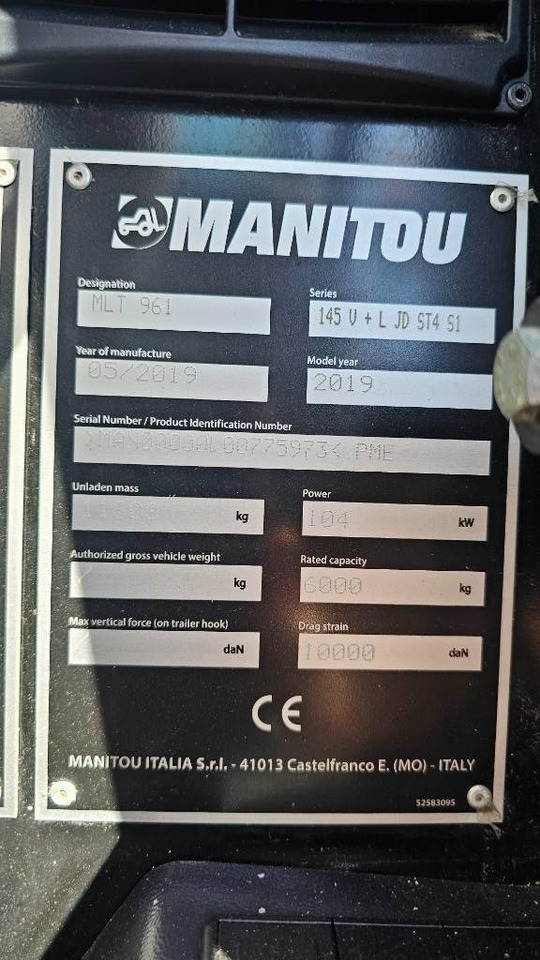 MANITOU
Designation
MLT 961
Series
145 V + L JD ST4 S1
Year of manufacture
05/2019
Model year
2019
Serial Number / Product Identification Number
>MAN00000AL00775973< PME
Unladen mass
kg
Power
104 kW
Authorized gross vehicle weight
kg
Rated capacity
6000 kg
Max vertical force (on trailer hook)
daN
Drag strain
10000 daN
CE
MANITOU ITALIA S.r.l. - 41013 Castelfranco E. (MO) - ITALY
52583095